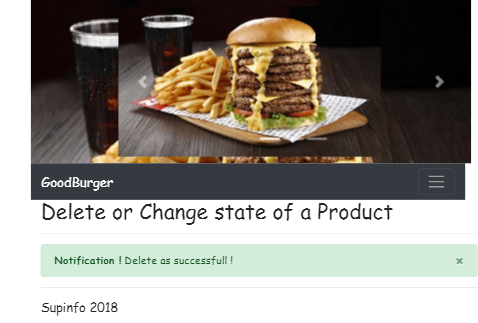 GoodBurger
Delete or Change state of a Product
Notification ! Delete as successfull !
×
Supinfo 2018